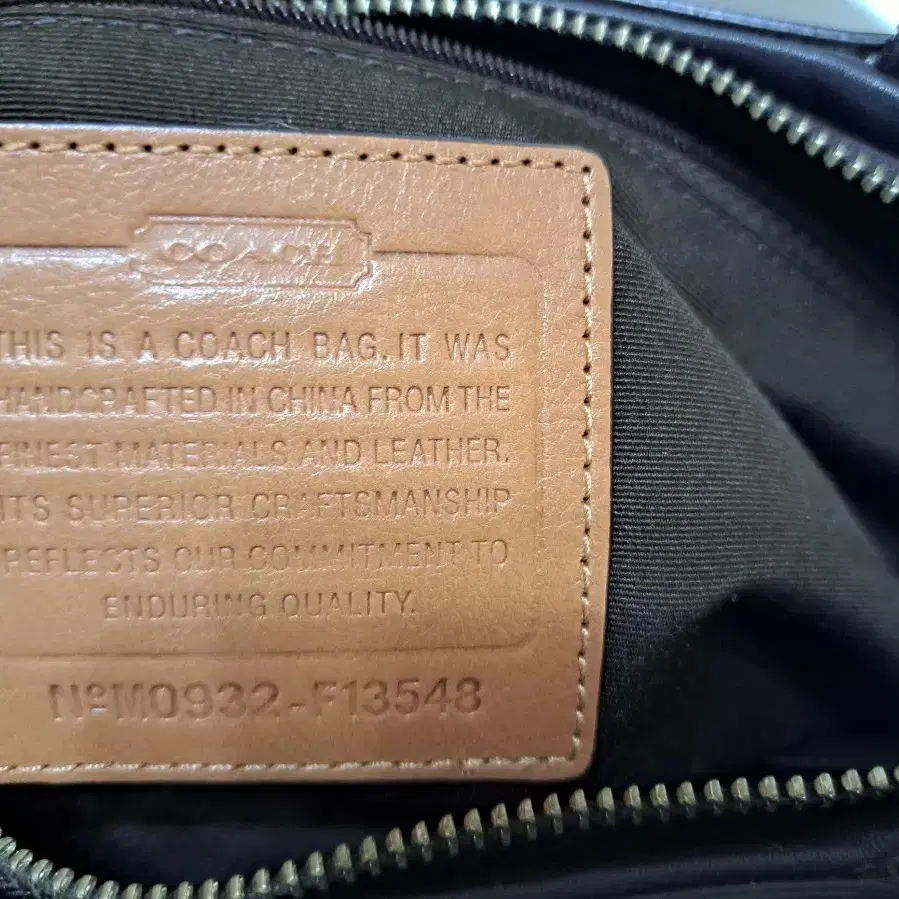 COACH
THIS IS A COACH BAG. IT WAS
HANDCRAFTED IN CHINA FROM THE
FINEST MATERIALS AND LEATHER.
ITS SUPERIOR CRAFTSMANSHIP
REFLECTS OUR COMMITMENT TO
ENDURING QUALITY.
NºM0932-F13548